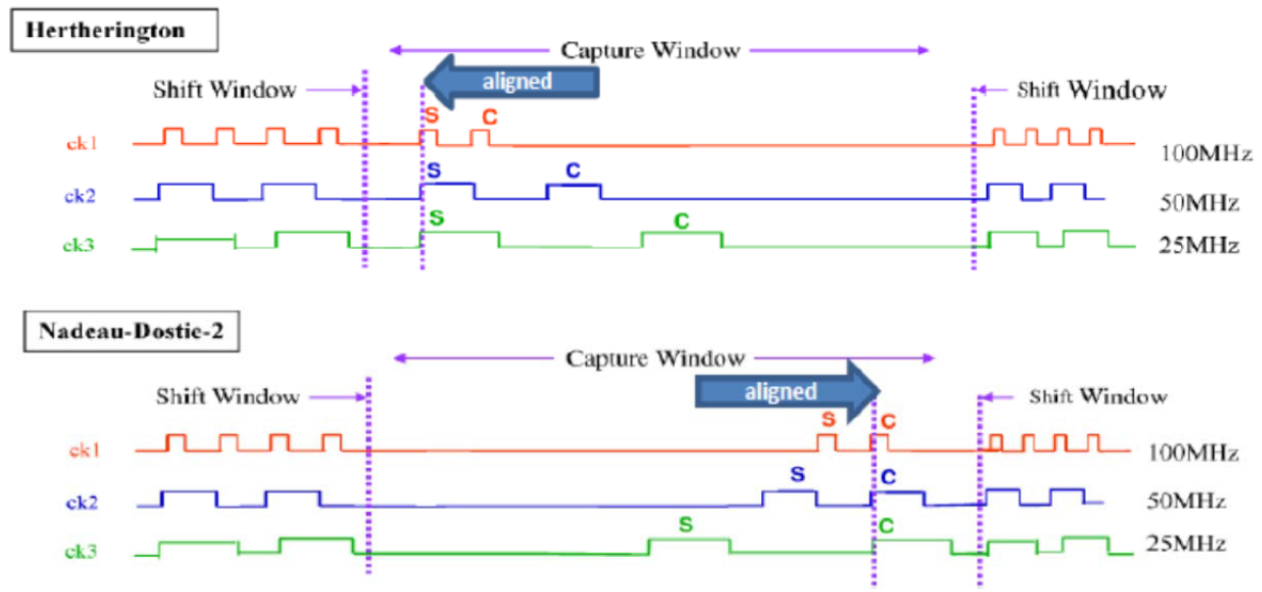 Hertherington
Capture Window
aligned
Shift Window
Shift Window
S C
ck1
100MHz
S C
ck2
50MHz
S C
ck3
25MHz
Nadeau-Dostie-2
Capture Window
aligned
Shift Window
Shift Window
S C
ck1
100MHz
S C
ck2
50MHz
S C
ck3
25MHz